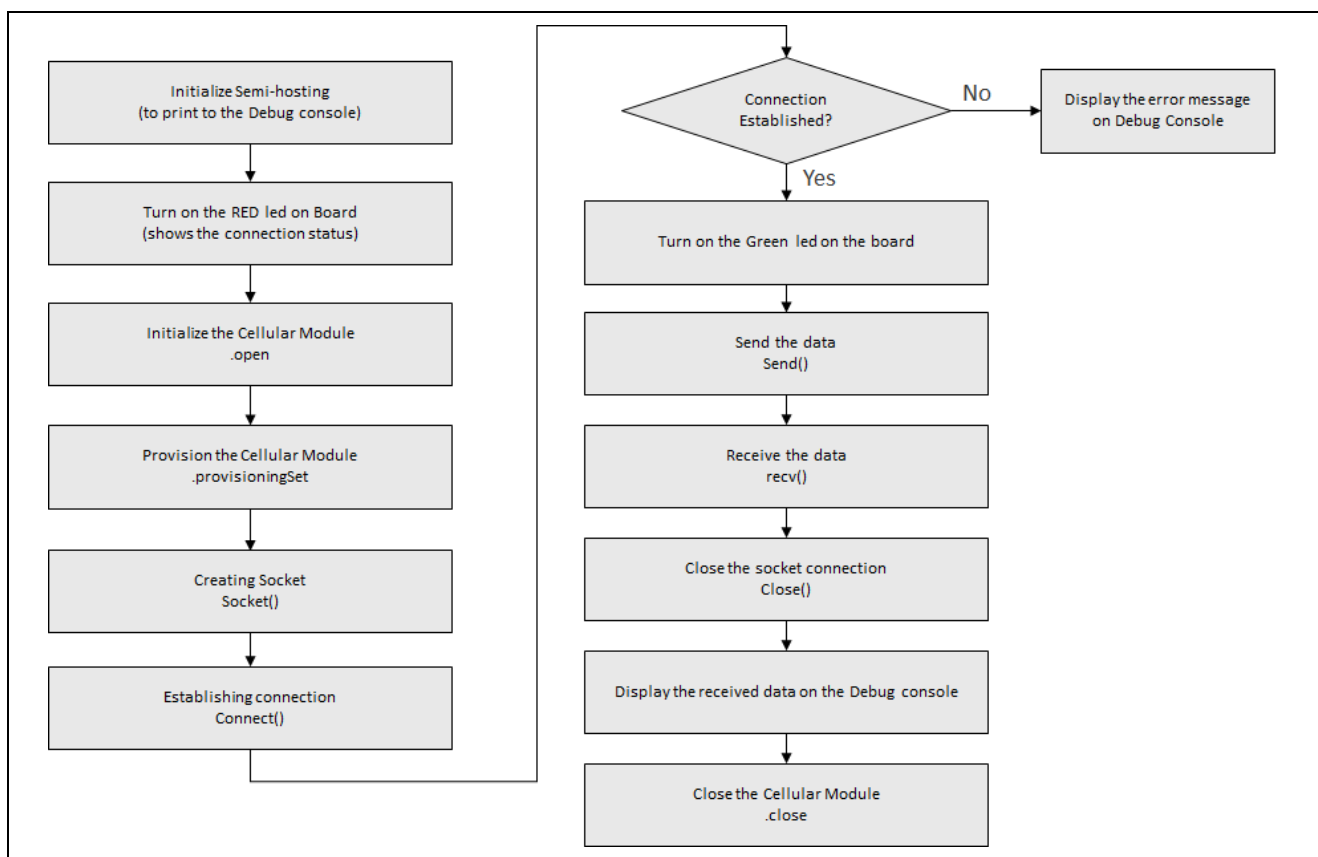 Initialize Semi-hosting
(to print to the Debug console)
Turn on the RED led on Board
(shows the connection status)
Initialize the Cellular Module
.open
Provision the Cellular Module
.provisioningSet
Creating Socket
Socket()
Establishing connection
Connect()
Connection
Established?
No
Display the error message
on Debug Console
Yes
Turn on the Green led on the board
Send the data
Send()
Receive the data
recv()
Close the socket connection
Close()
Display the received data on the Debug console
Close the Cellular Module
.close